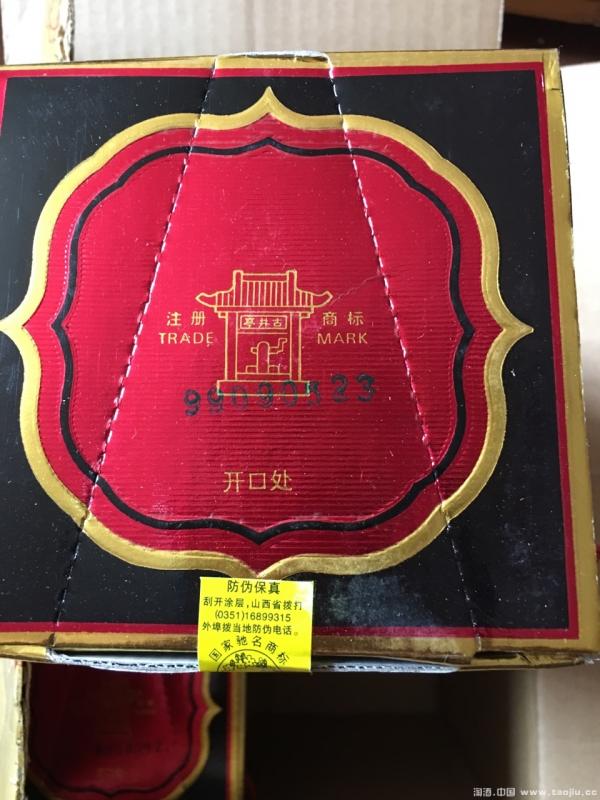 注册 商标
亭井古
TRADE MARK
99090523
开口处
防伪保真
刮开涂层,山西省拨打
(0351)16899315
外埠拨当地防伪电话。
国家驰名商标
淘酒.中国 www.taojiu.cc